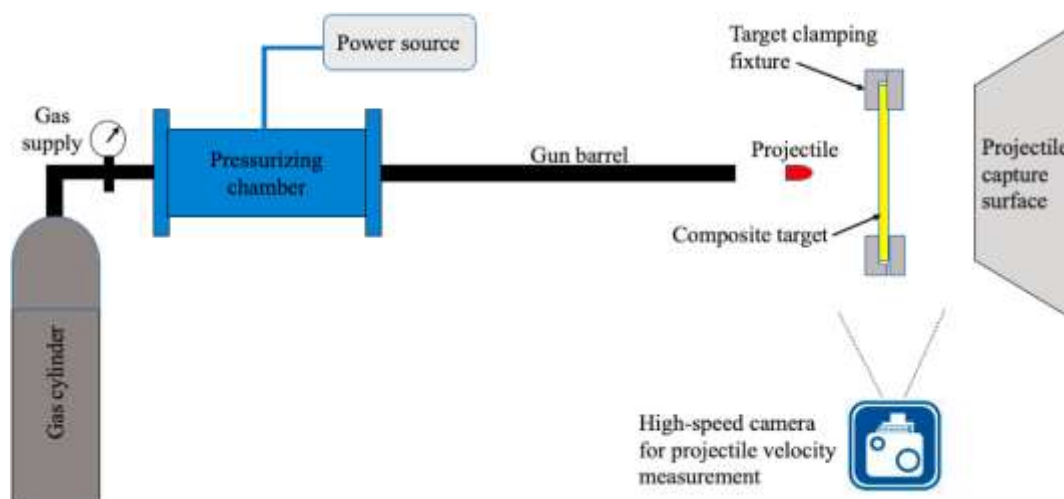 Power source
Target clamping
fixture
Gas
supply
Pressurizing
chamber
Gun barrel
Projectile
Projectile
capture
surface
Composite target
Gas cylinder
High-speed camera
for projectile velocity
measurement